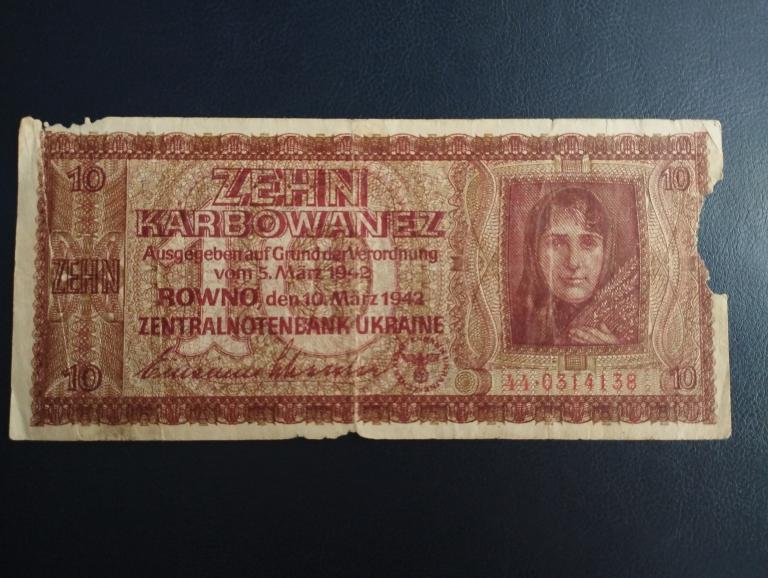 10
ZEHN
10
KARBOWANEZ
Ausgegeben auf Grund der Verordnung
vom 5. März 1942
ZEHN
10
ROWNO, den 10. März 1942
ZENTRALNOTENBANK UKRAINE
10
44·0314138
10